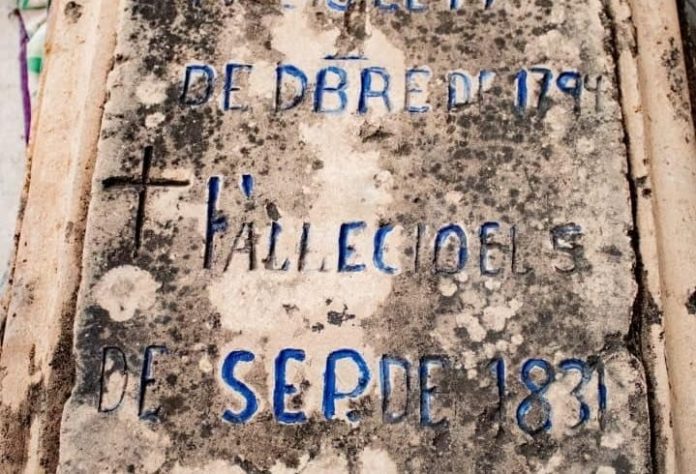 DE DBRE DE 1794
FALLECIO EL 5
DE SEP. DE 1831